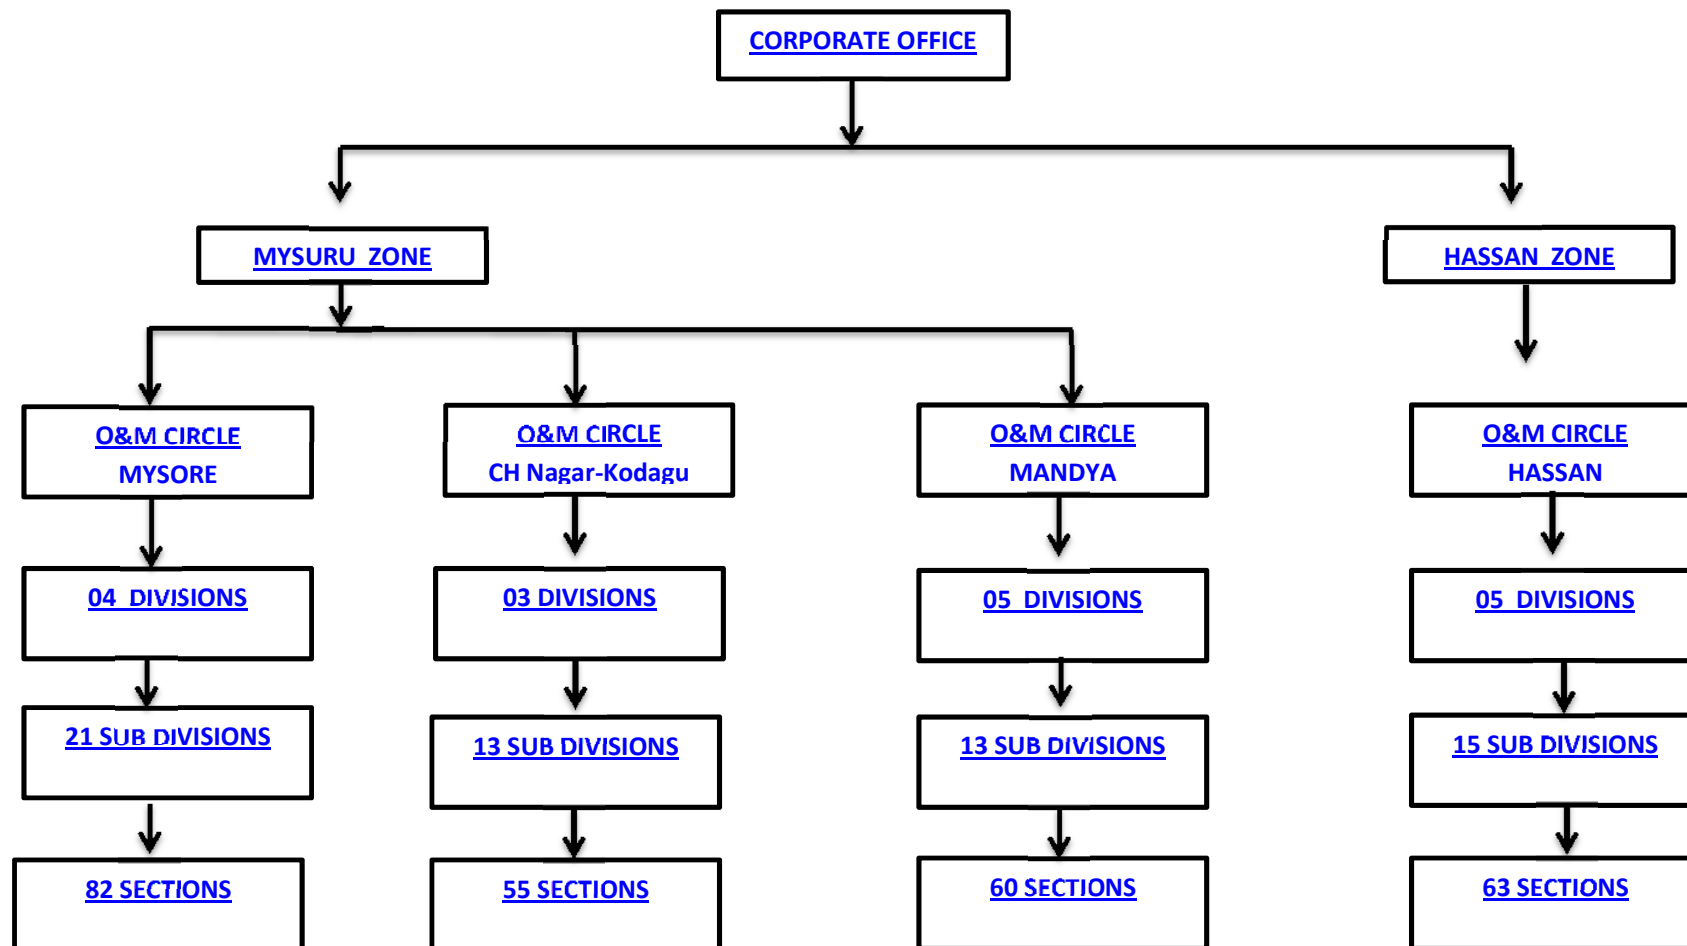 CORPORATE OFFICE
MYSURU ZONE
HASSAN ZONE
O&M CIRCLE
MYSORE
O&M CIRCLE
CH Nagar-Kodagu
O&M CIRCLE
MANDYA
O&M CIRCLE
HASSAN
04 DIVISIONS
03 DIVISIONS
05 DIVISIONS
05 DIVISIONS
21 SUB DIVISIONS
13 SUB DIVISIONS
13 SUB DIVISIONS
15 SUB DIVISIONS
82 SECTIONS
55 SECTIONS
60 SECTIONS
63 SECTIONS